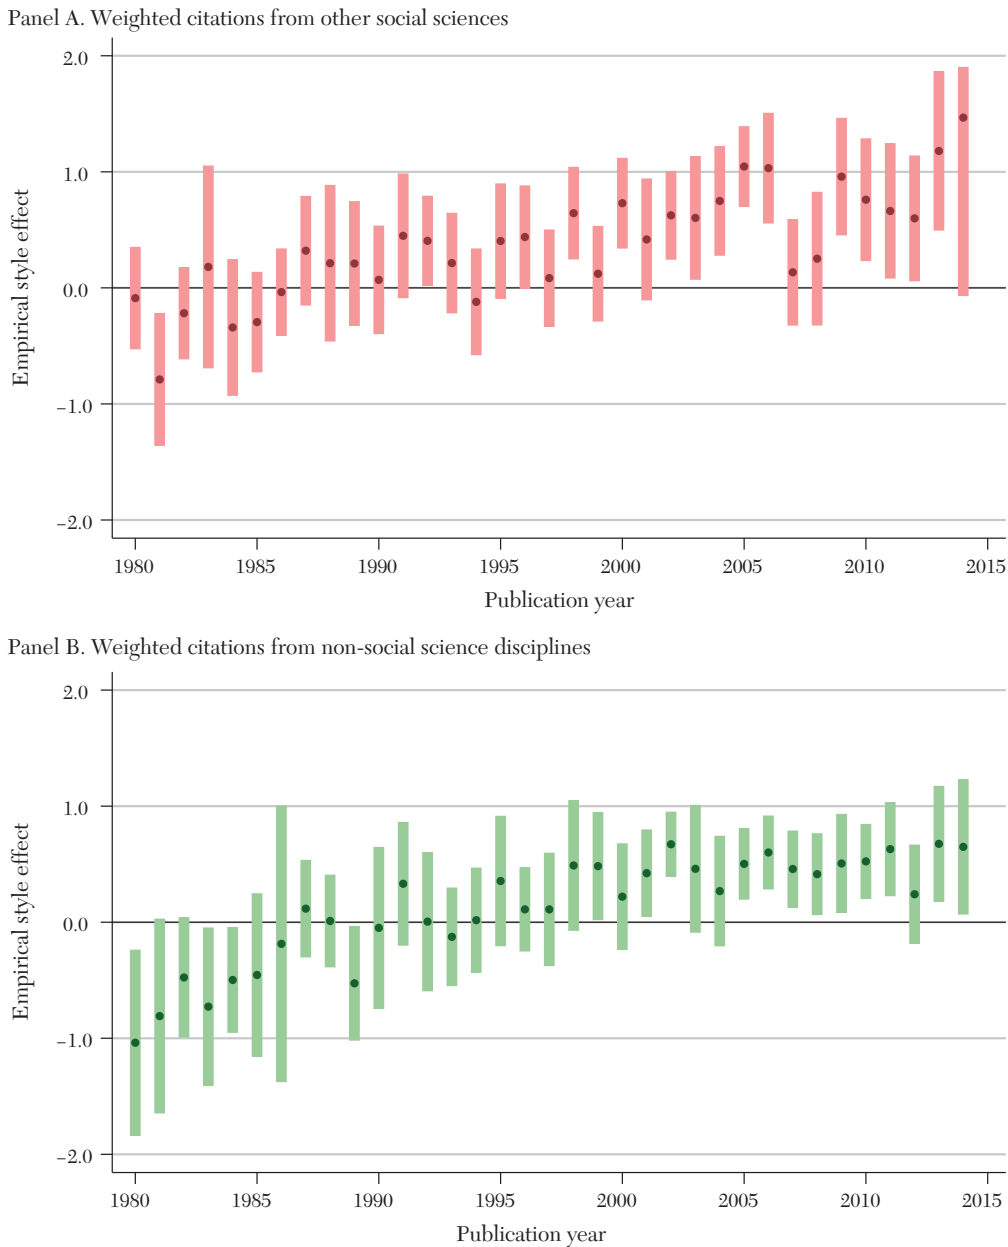 Panel A. Weighted citations from other social sciences
2.0
1.0
0.0
−1.0
−2.0
Empirical style effect
1980 1985 1990 1995 2000 2005 2010 2015
Publication year
Panel B. Weighted citations from non-social science disciplines
2.0
1.0
0.0
−1.0
−2.0
Empirical style effect
1980 1985 1990 1995 2000 2005 2010 2015
Publication year